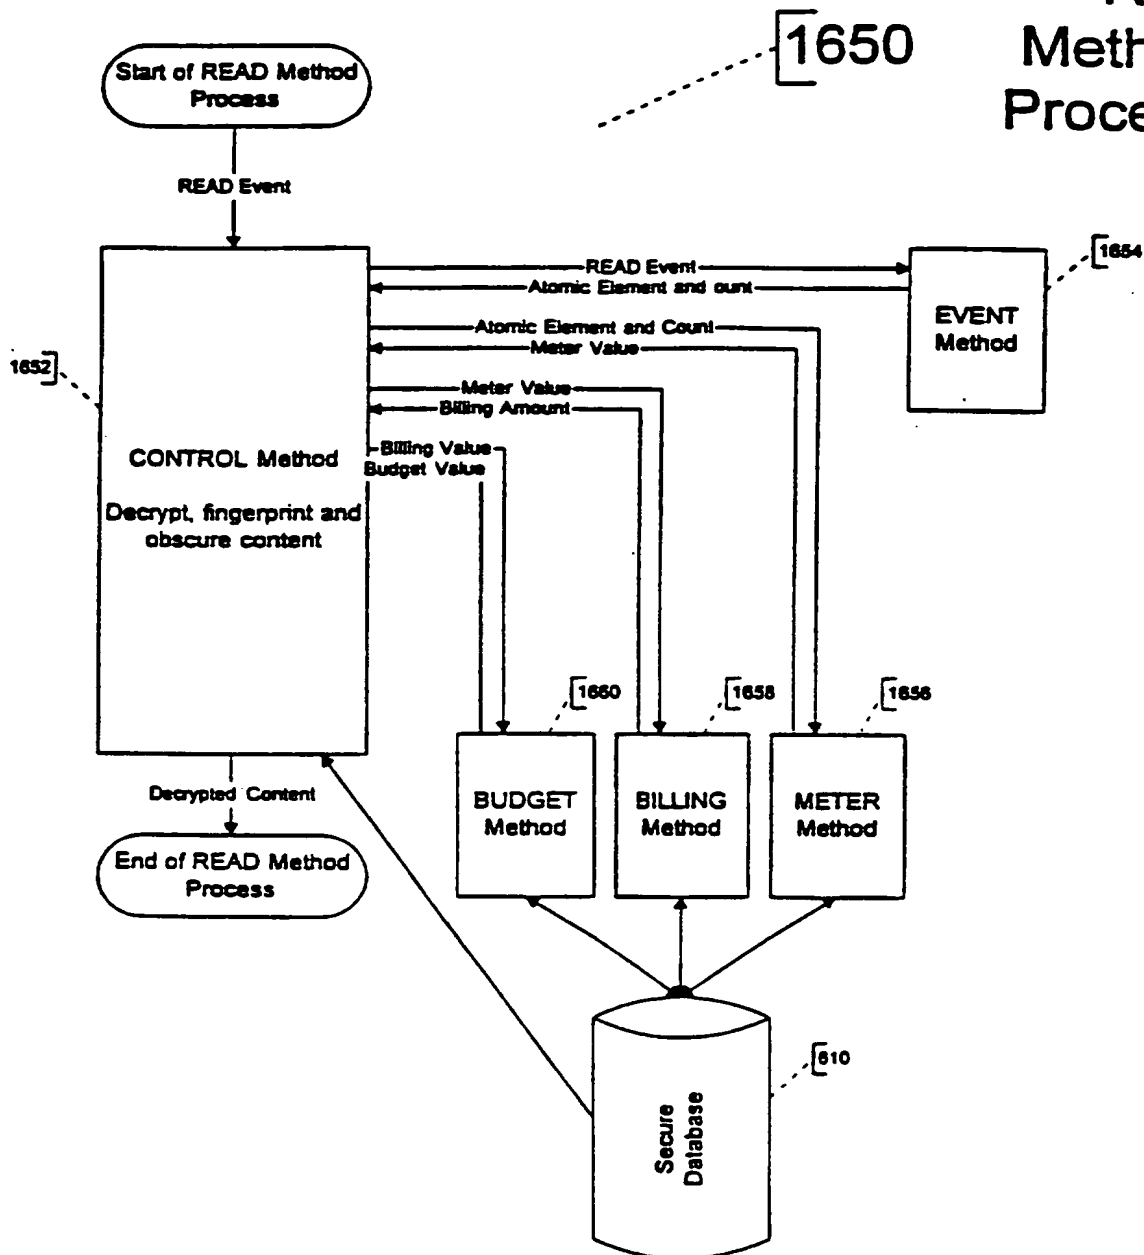 1650
Meth
Proce
Start of READ Method
Process
READ Event
READ Event
Atomic Element and ount
1654
EVENT
Method
Atomic Element and Count
Meter Value
1652
Meter Value
Billing Amount
Billing Value
Budget Value
CONTROL Method
Decrypt, fingerprint and
obscure content
1660
1658
1656
BUDGET
Method
BILLING
Method
METER
Method
Decrypted Content
End of READ Method
Process
610
Secure
Database